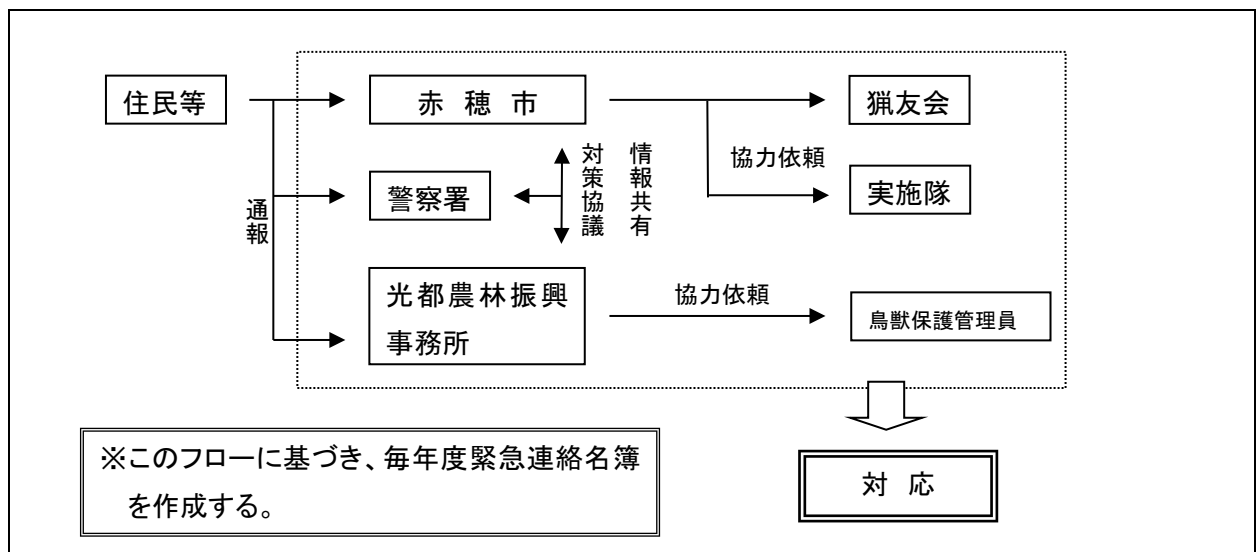 住民等
赤 穂 市
猟友会
通報
警察署
対策協議
情報共有
協力依頼
実施隊
光都農林振興
事務所
協力依頼
鳥獣保護管理員
※このフローに基づき、毎年度緊急連絡名簿
を作成する。
対 応